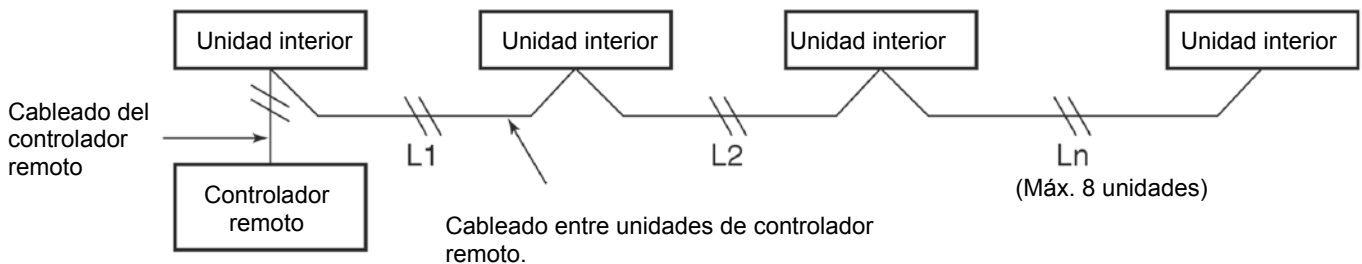 Unidad interior
Unidad interior
Unidad interior
Unidad interior
Cableado del
controlador
remoto
L1
L2
Ln
(Máx. 8 unidades)
Controlador
remoto
Cableado entre unidades de controlador
remoto.